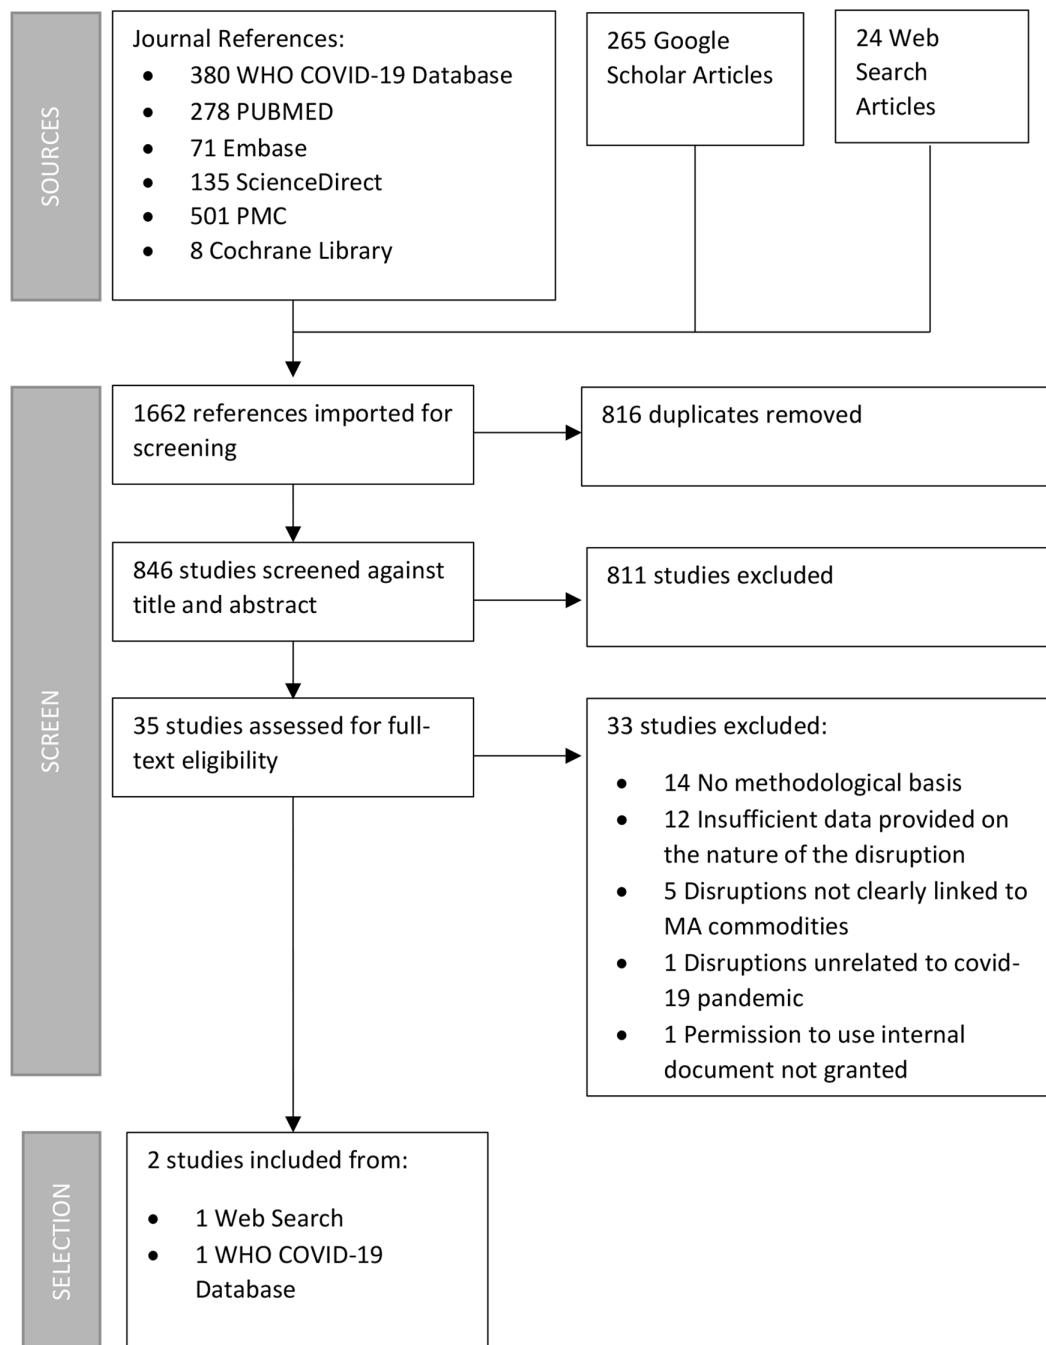 SOURCES
Journal References:
• 380 WHO COVID-19 Database
• 278 PUBMED
• 71 Embase
• 135 ScienceDirect
• 501 PMC
• 8 Cochrane Library
265 Google
Scholar Articles
24 Web
Search
Articles
SCREEN
1662 references imported for
screening
816 duplicates removed
846 studies screened against
title and abstract
811 studies excluded
35 studies assessed for full-
text eligibility
33 studies excluded:
• 14 No methodological basis
• 12 Insufficient data provided on
the nature of the disruption
• 5 Disruptions not clearly linked to
MA commodities
• 1 Disruptions unrelated to covid-
19 pandemic
• 1 Permission to use internal
document not granted
SELECTION
2 studies included from:
• 1 Web Search
• 1 WHO COVID-19
Database